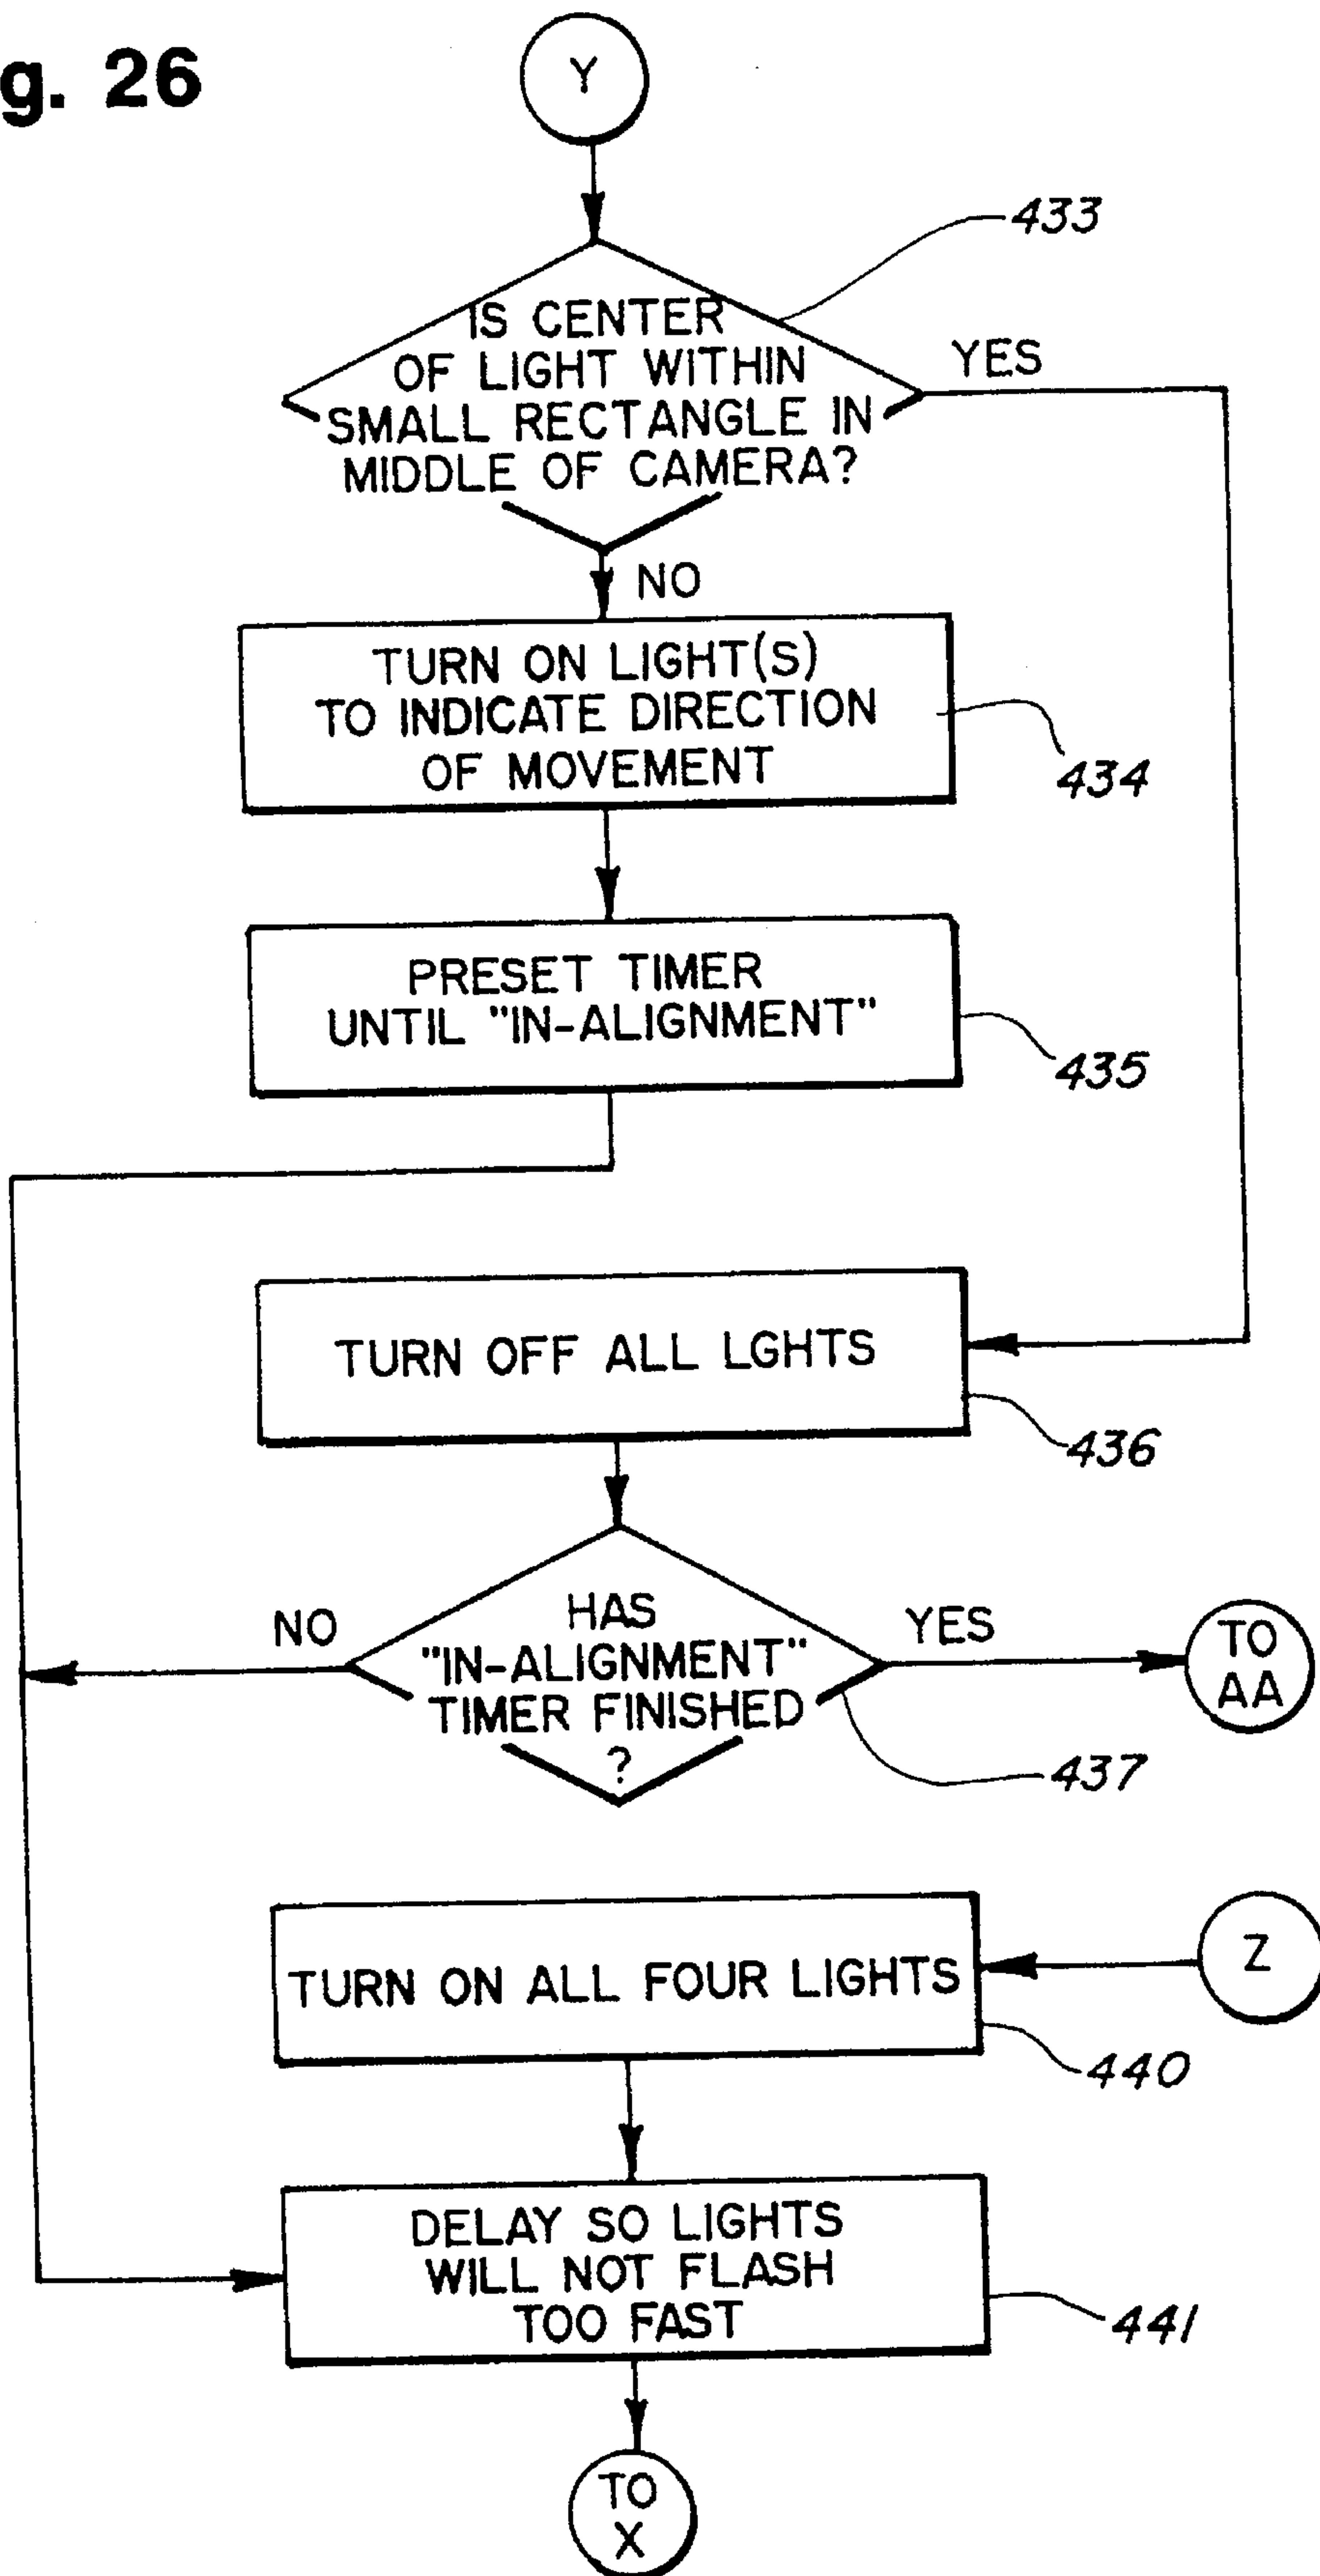 g. 26
Y
433
IS CENTER
OF LIGHT WITHIN
SMALL RECTANGLE IN
MIDDLE OF CAMERA?
YES
NO
TURN ON LIGHT(S)
TO INDICATE DIRECTION
OF MOVEMENT
434
PRESET TIMER
UNTIL "IN-ALIGNMENT"
435
TURN OFF ALL LGHTS
436
NO
HAS
"IN-ALIGNMENT"
TIMER FINISHED
?
YES
TO
AA
437
TURN ON ALL FOUR LIGHTS
Z
440
DELAY SO LIGHTS
WILL NOT FLASH
TOO FAST
441
TO
X